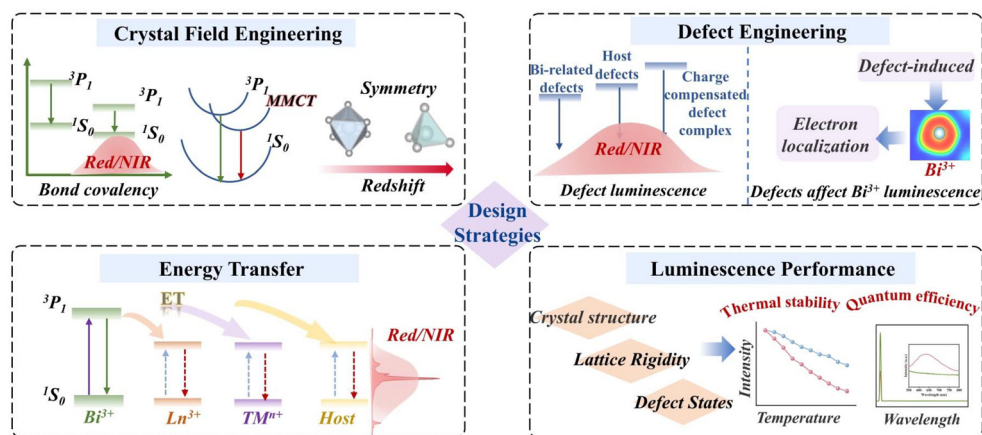 Crystal Field Engineering
³P₁
¹S₀
³P₁
¹S₀
Red/NIR
Bond covalency
³P₁
MMCT
¹S₀
Symmetry
Redshift
Defect Engineering
Bi-related
defects
Host
defects
Charge
compensated
defect
complex
Red/NIR
Defect luminescence
Defect-induced
Electron
localization
Bi³⁺
Defects affect Bi³⁺ luminescence
Design
Strategies
Energy Transfer
³P₁
ET
Red/NIR
¹S₀
Bi³⁺
Ln³⁺
TMⁿ⁺
Host
Luminescence Performance
Crystal structure
Lattice Rigidity
Defect States
Thermal stability
Quantum efficiency
Intensity
Temperature
Wavelength